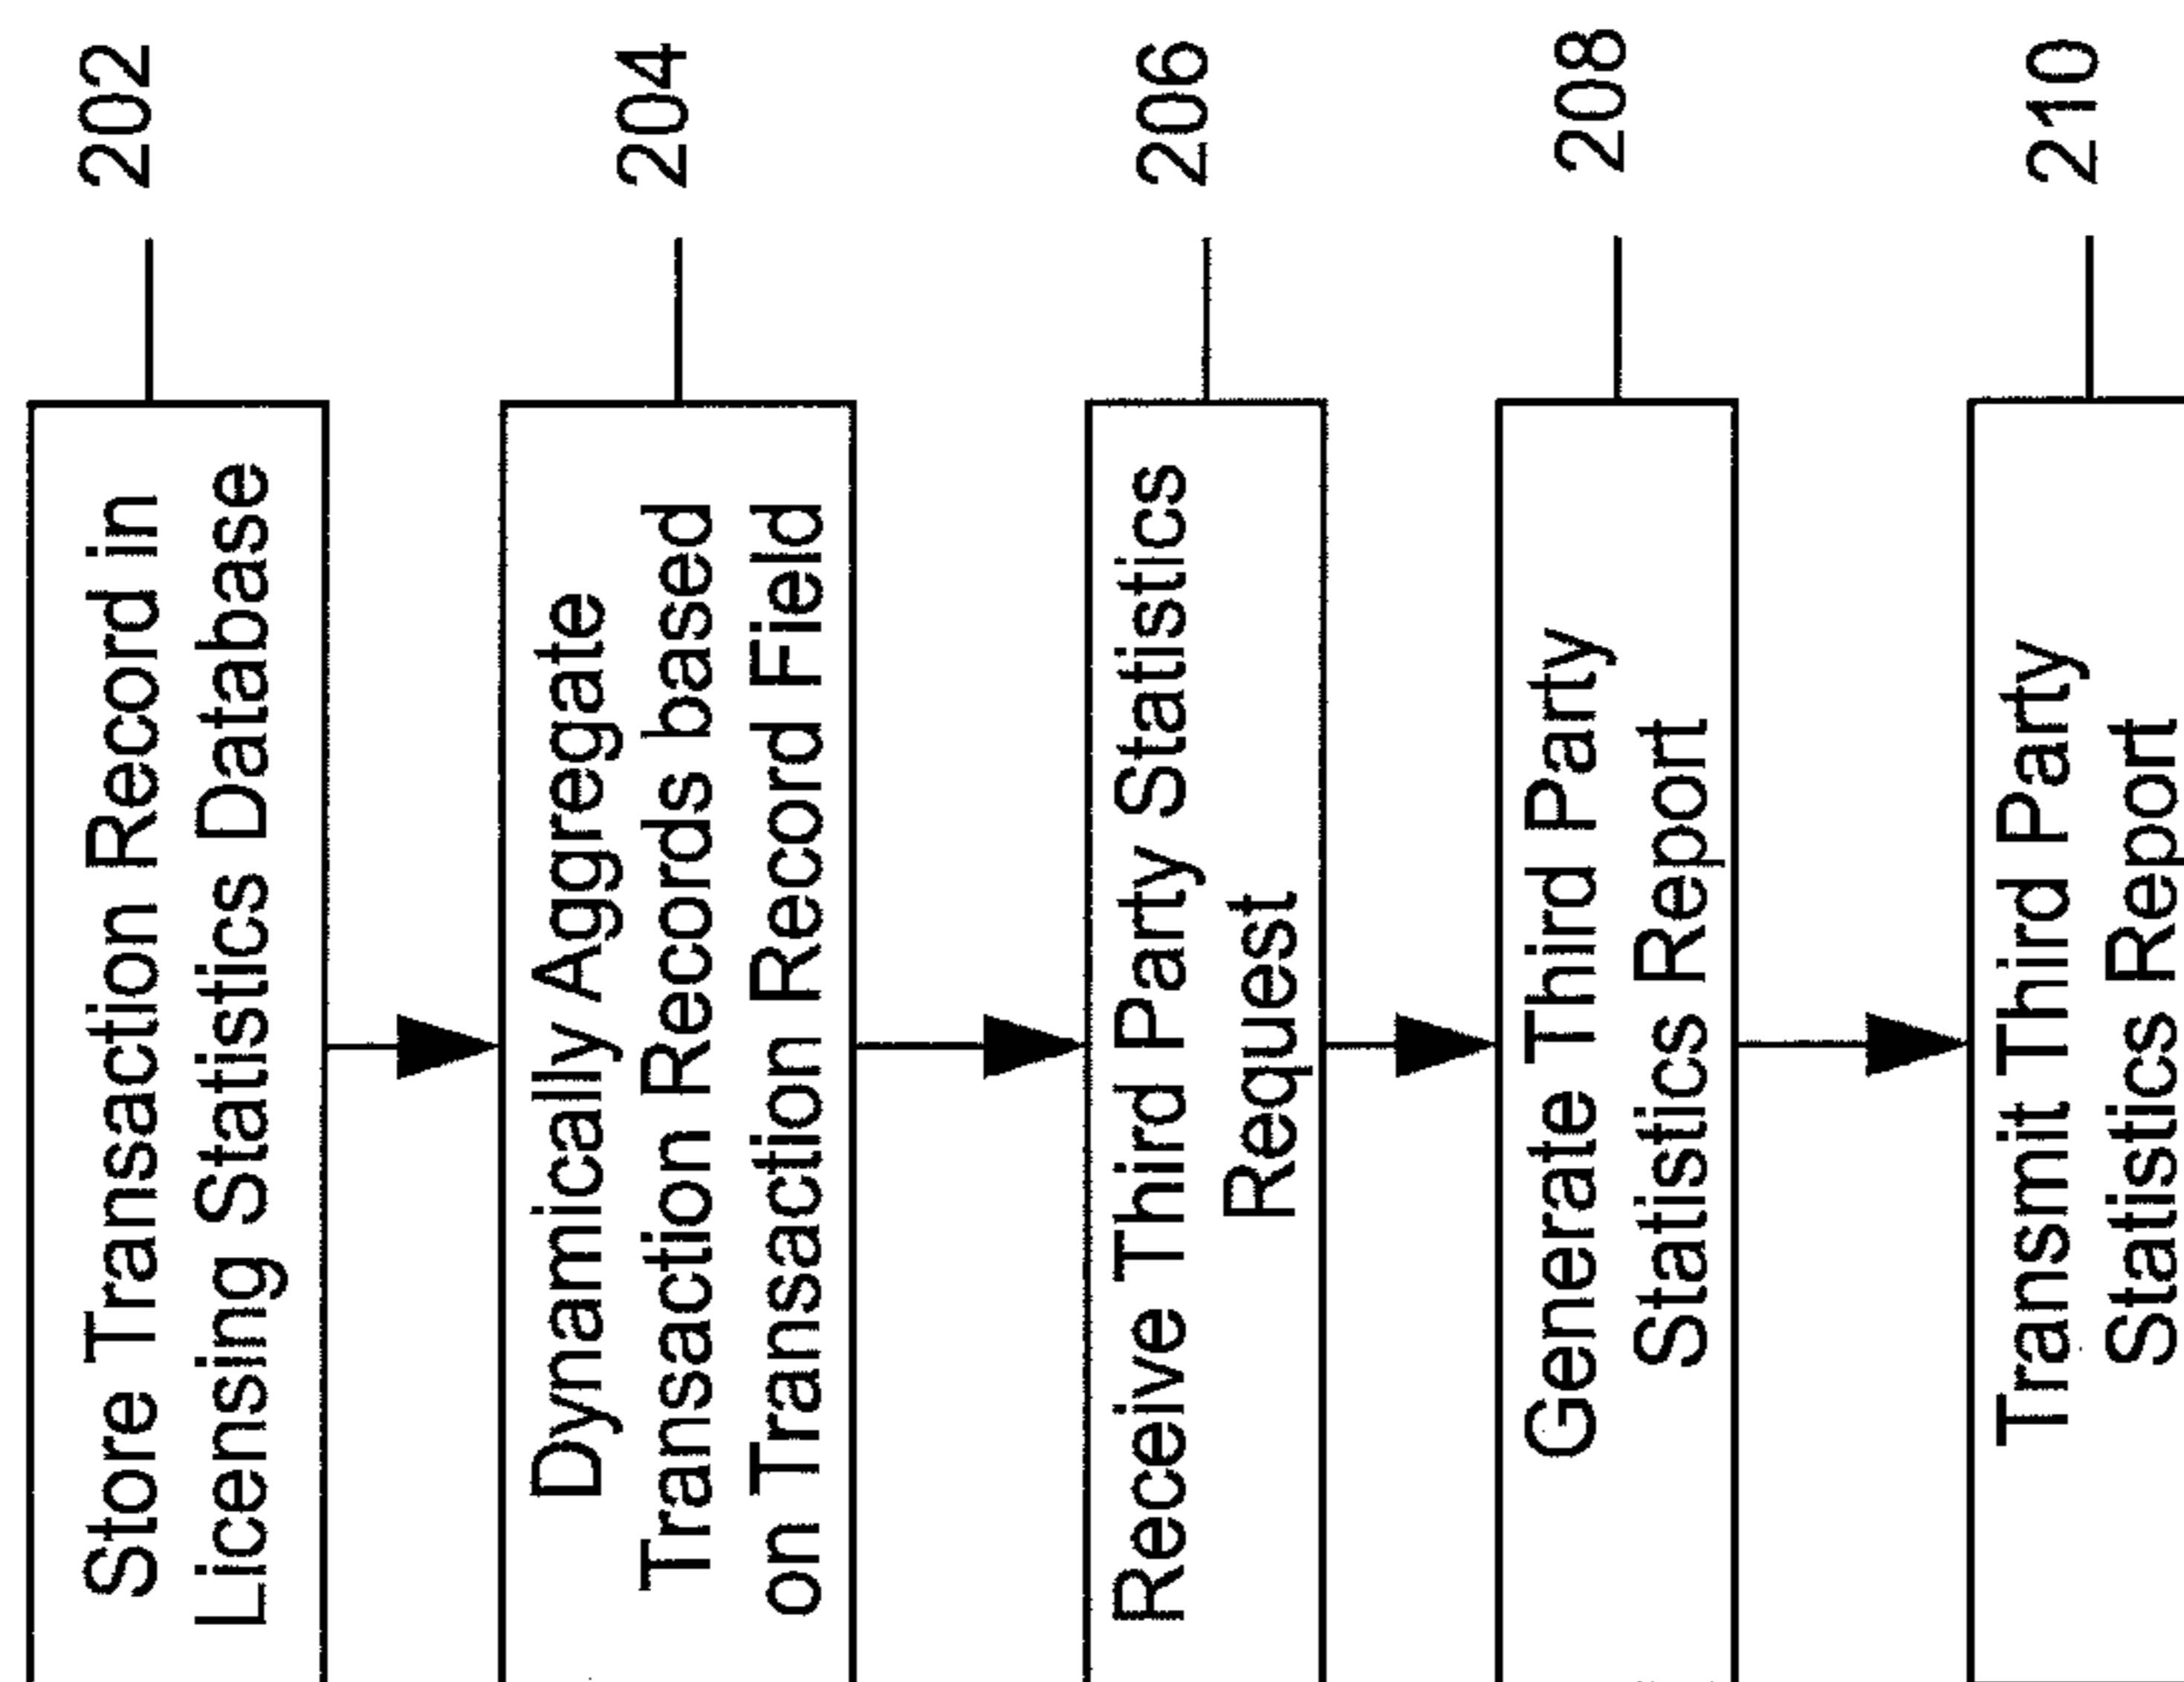 Store Transaction Record in
Licensing Statistics Database
202
Dynamically Aggregate
Transaction Records based
on Transaction Record Field
204
Receive Third Party Statistics
Request
206
Generate Third Party
Statistics Report
208
Transmit Third Party
Statistics Report
210